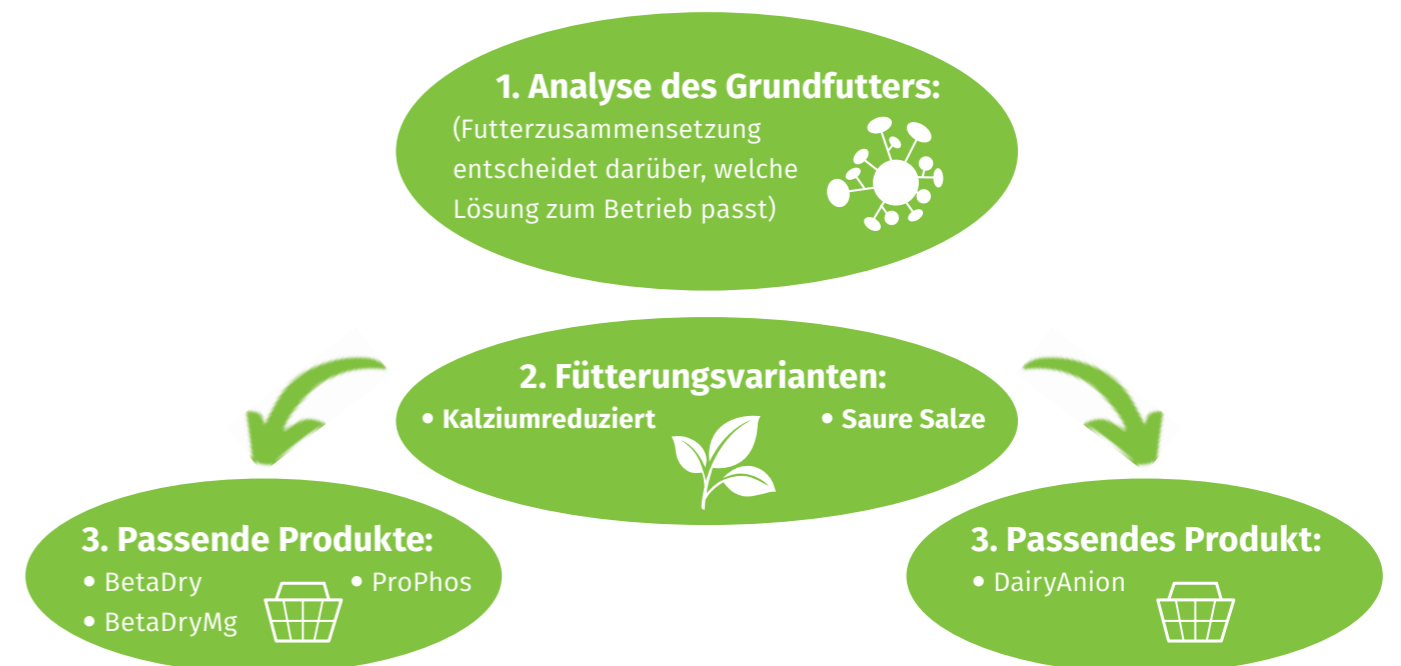 1. Analyse des Grundfutters:
(Futterzusammensetzung
entscheidet darüber, welche
Lösung zum Betrieb passt)
2. Fütterungsvarianten:
• Kalziumreduziert
• Saure Salze
3. Passende Produkte:
• BetaDry
• ProPhos
• BetaDryMg
3. Passendes Produkt:
• DairyAnion